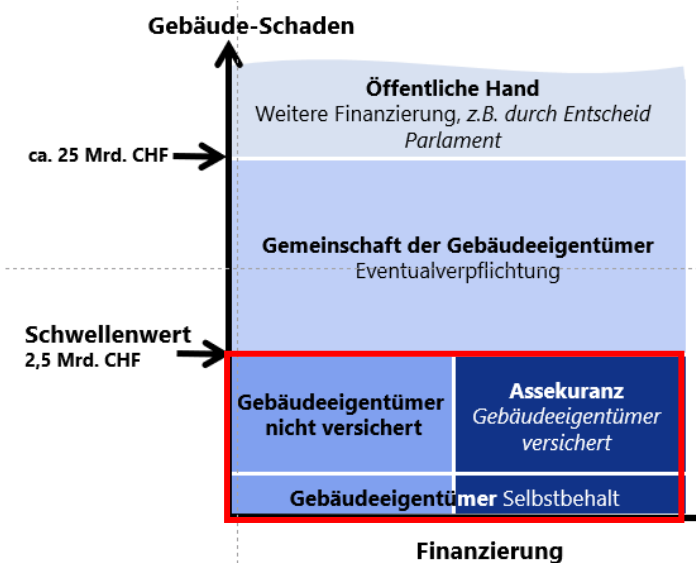 Gebäude-Schaden
Öffentliche Hand
Weitere Finanzierung, z.B. durch Entscheid
Parlament
ca. 25 Mrd. CHF
Gemeinschaft der Gebäudeeigentümer
Eventualverpflichtung
Schwellenwert
2,5 Mrd. CHF
Gebäudeeigentümer
nicht versichert
Assekuranz
Gebäudeeigentümer
versichert
Gebäudeeigentümer Selbstbehalt
Finanzierung